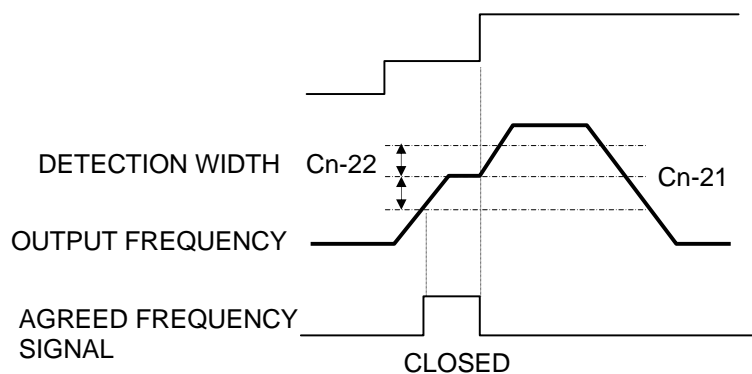 DETECTION WIDTH Cn-22
Cn-21
OUTPUT FREQUENCY
AGREED FREQUENCY
SIGNAL
CLOSED